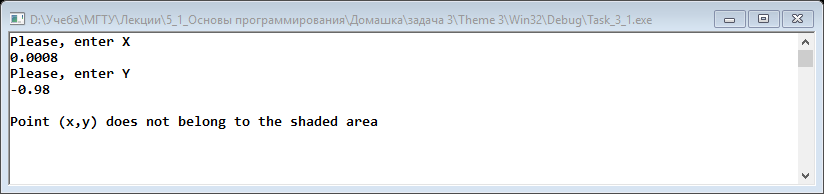 D:\Учеба\МГТУ\Лекции\5_1_Основы программирования\Домашка\задача 3\Theme 3\Win32\Debug\Task_3_1.exe
Please, enter X
0.0008
Please, enter Y
-0.98
Point (x,y) does not belong to the shaded area